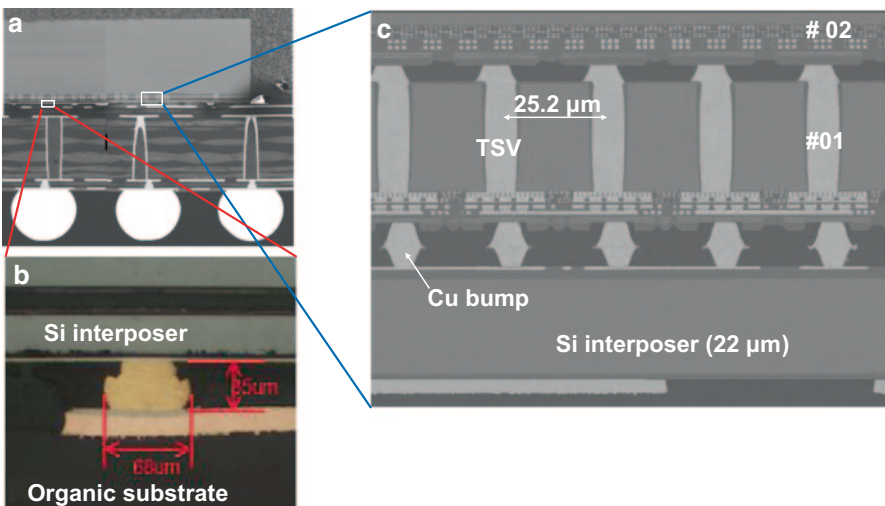 a
c
# 02
25.2 µm
TSV
#01
Cu bump
Si interposer (22 µm)
b
Si interposer
35um
68um
Organic substrate